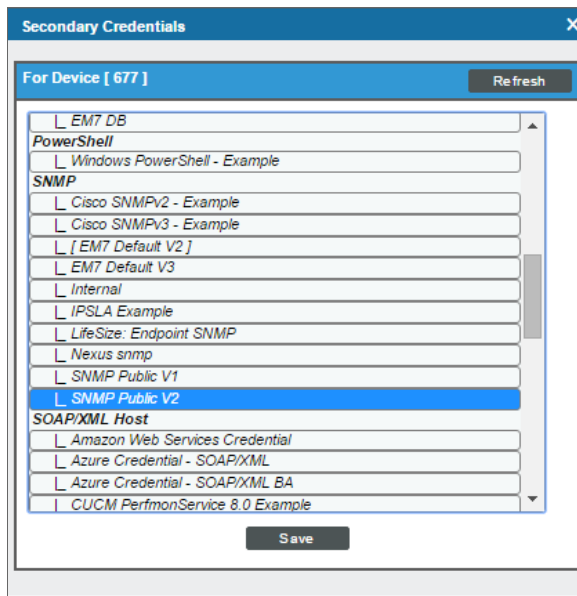 Secondary Credentials
For Device [ 677 ]
Refresh
EM7 DB
PowerShell
Windows PowerShell - Example
SNMP
Cisco SNMPv2 - Example
Cisco SNMPv3 - Example
[ EM7 Default V2 ]
EM7 Default V3
Internal
IPSLA Example
LifeSize: Endpoint SNMP
Nexus snmp
SNMP Public V1
SNMP Public V2
SOAP/XML Host
Amazon Web Services Credential
Azure Credential - SOAP/XML
Azure Credential - SOAP/XML BA
CUCM PerfmonService 8.0 Example
Save